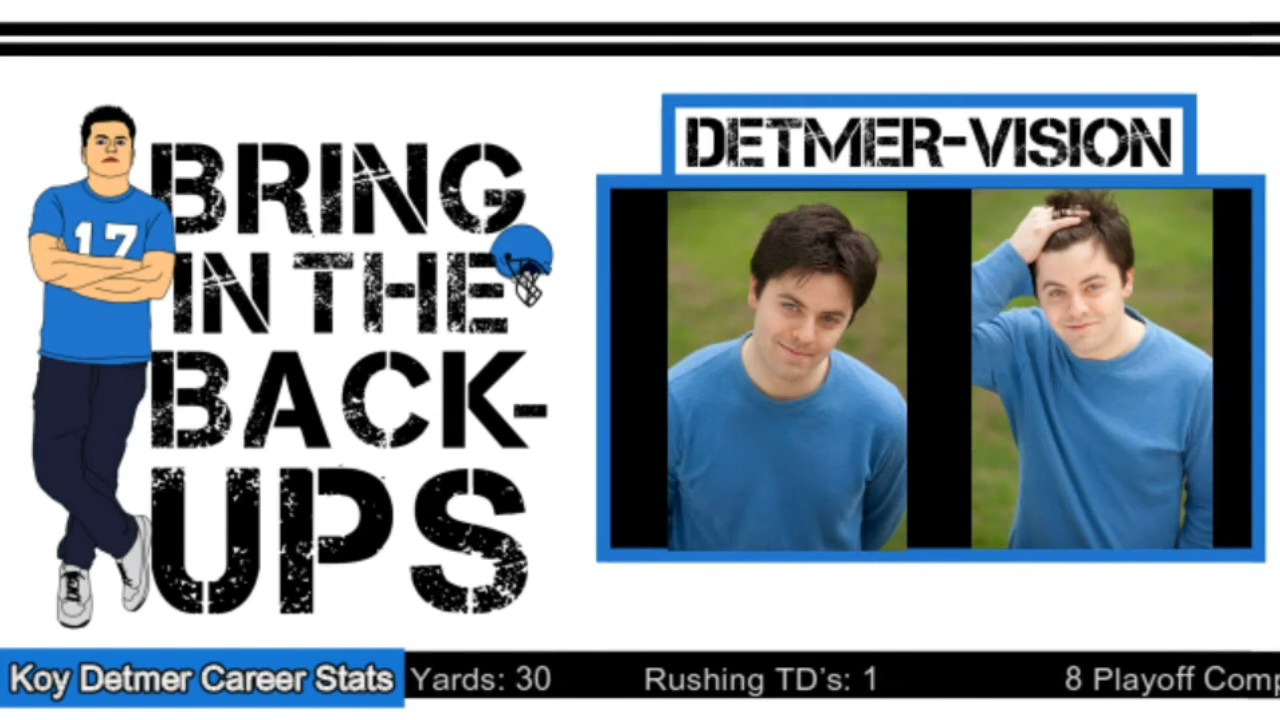 BRING
IN THE
BACK-
UPS
17
DETMER-VISION
Koy Detmer Career Stats
Yards: 30
Rushing TD's: 1
8 Playoff Comp